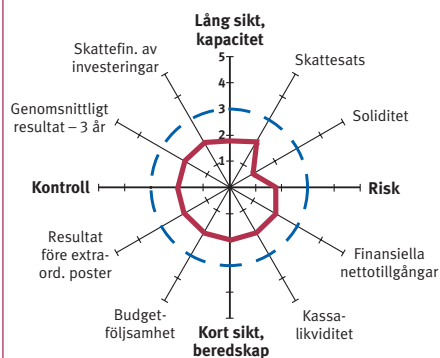 Lång sikt,
kapacitet
Skattefin. av
investeringar
Skattesats
Genomsnittligt
resultat – 3 år
Soliditet
5
4
3
2
1
Kontroll
Risk
Resultat
före extra-
ord. poster
Finansiella
nettotillgångar
Budget-
följsamhet
Kassa-
likviditet
Kort sikt,
beredskap